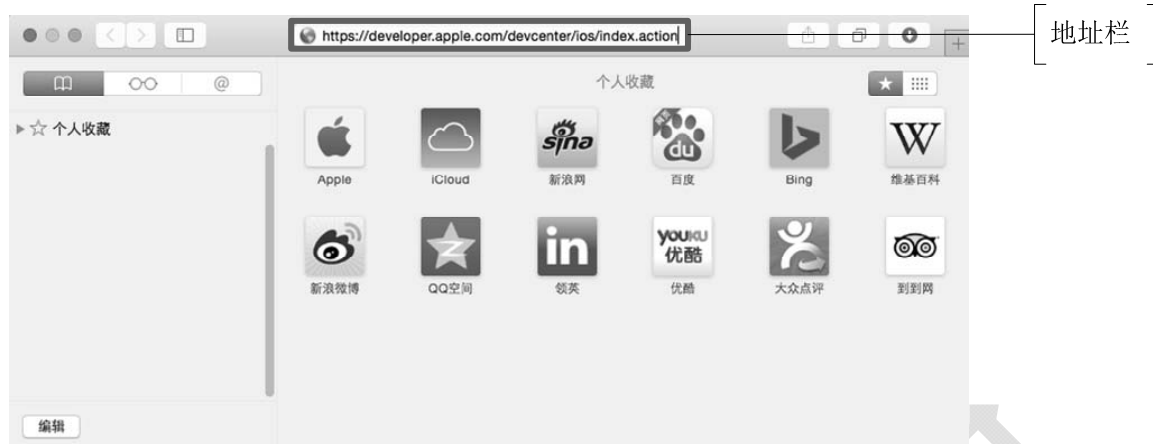 https://developer.apple.com/devcenter/ios/index.action
地址栏
@
个人收藏
个人收藏
Apple
iCloud
sina
新浪网
du
百度
Bing
W
维基百科
新浪微博
QQ空间
in
领英
YOUKU
优酷
优酷
大众点评
到到网
编辑